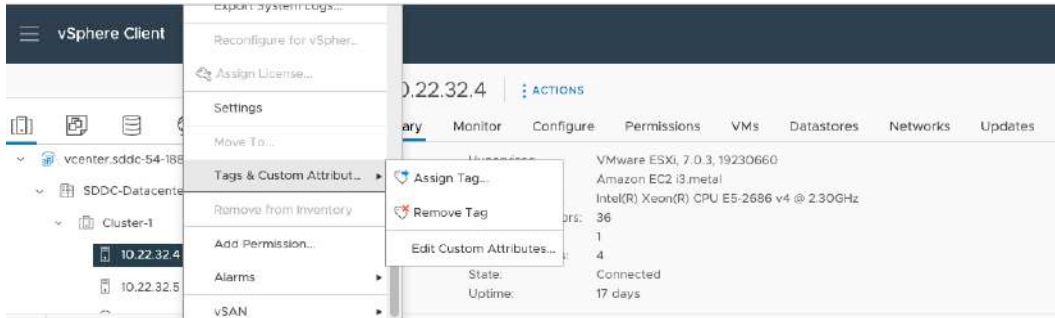 Export System Logs...
vSphere Client
Reconfigure for vSpher...
Assign License...
.22.32.4 ACTIONS
Settings
ary Monitor Configure Permissions VMs Datastores Networks Updates
Move To...
vcenter.sddc-54-188
VMware ESXi, 7.0.3, 19230660
Tags & Custom Attribut... Assign Tag...
Amazon EC2 i3.metal
SDDC-Datacente
Intel(R) Xeon(R) CPU E5-2686 v4 @ 2.30GHz
Remove from Inventory Remove Tag
ors: 36
Cluster-1
1
Add Permission... Edit Custom Attributes...
10.22.32.4
s: 4
Alarms State: Connected
10.22.32.5
Uptime: 17 days
vSAN